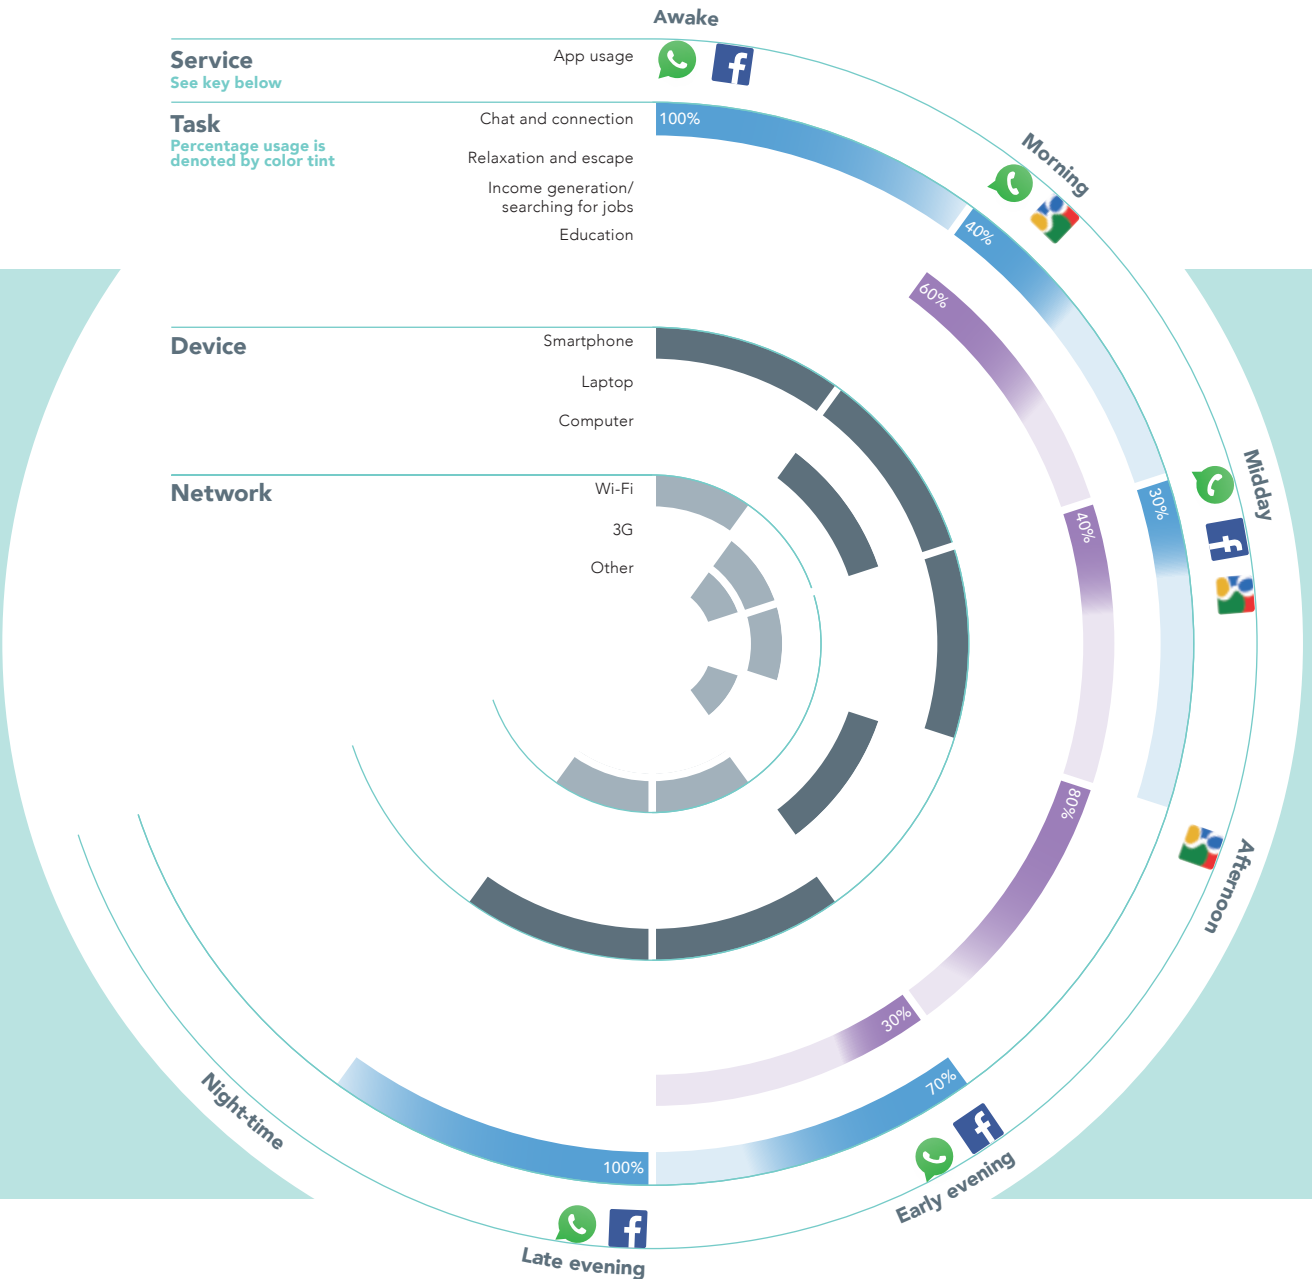 Awake
Service
See key below
App usage
Task
Percentage usage is
denoted by color tint
Chat and connection
100%
Relaxation and escape
Income generation/
searching for jobs
Education
Morning
40%
60%
Device
Smartphone
Laptop
Computer
Midday
30%
40%
Network
Wi-Fi
3G
Other
80%
Afternoon
30%
70%
Night-time
100%
Early evening
Late evening